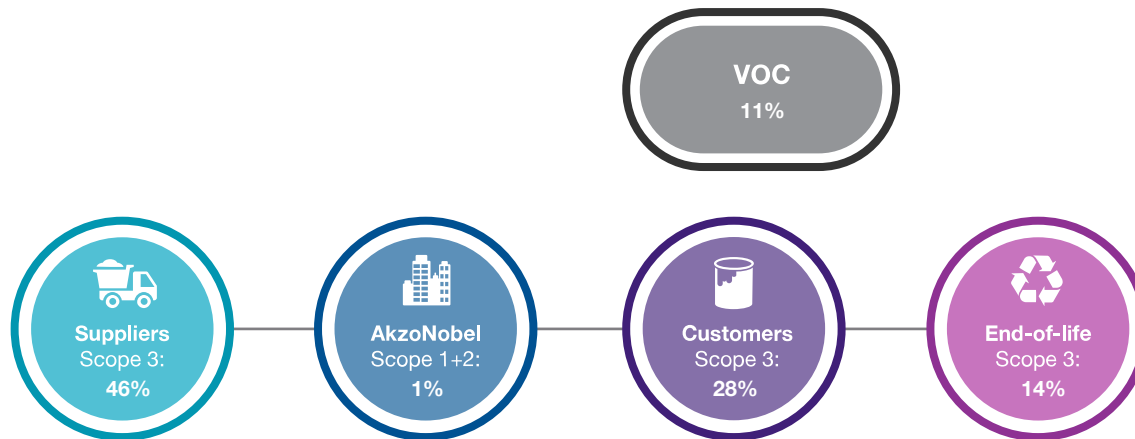 VOC
11%
Suppliers
Scope 3:
46%
AkzoNobel
Scope 1+2:
1%
Customers
Scope 3:
28%
End-of-life
Scope 3:
14%